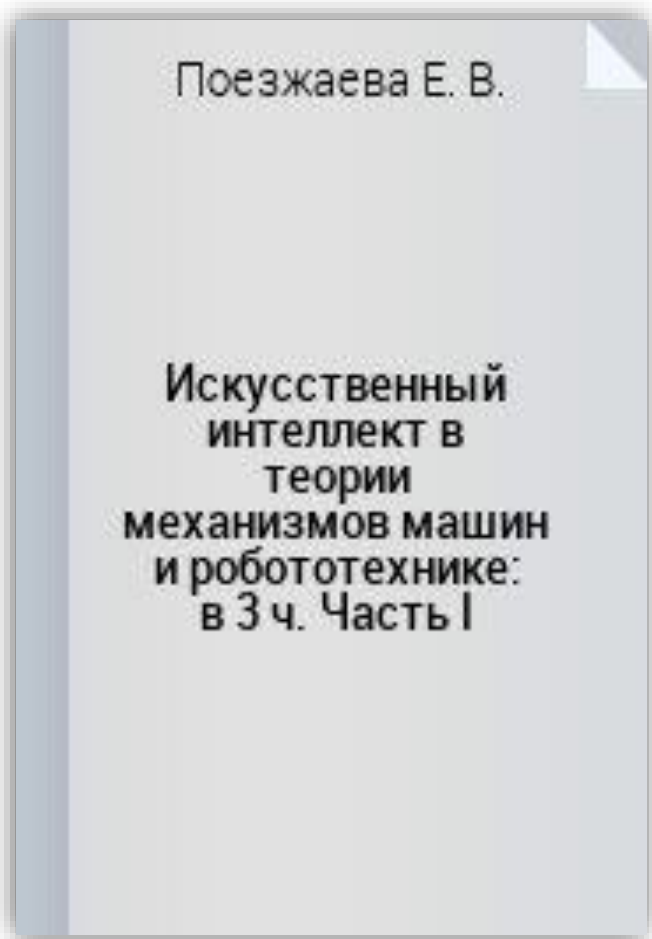 Поезжаева Е. В.
Искусственный
интеллект в
теории
механизмов машин
и робототехнике:
в 3 ч. Часть I